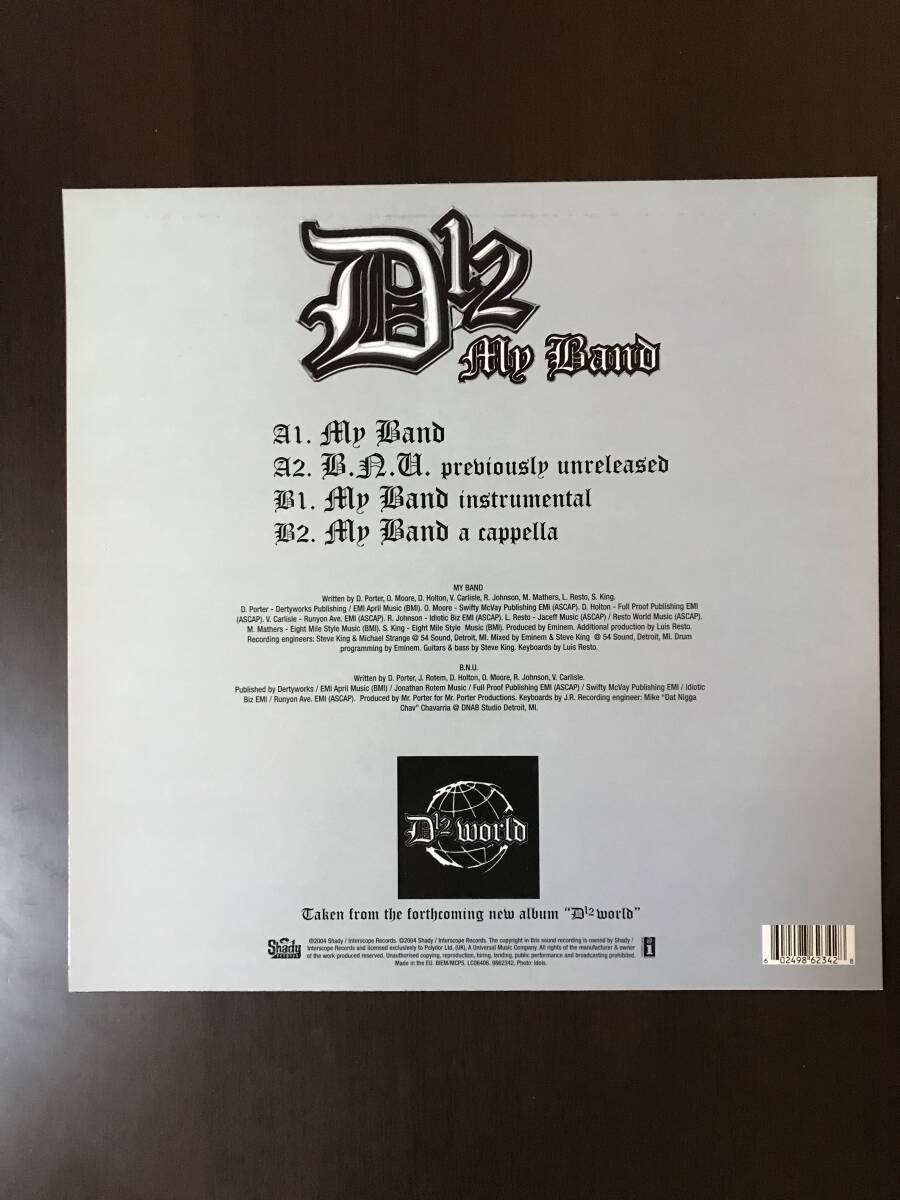 D12
My Band
A1. My Band
A2. B.N.U. previously unreleased
B1. My Band instrumental
B2. My Band a cappella
MY BAND
Written by D. Porter, O. Moore, D. Holton, V. Carlisle, R. Johnson, M. Mathers, L. Resto, S. King.
D. Porter - Dertyworks Publishing / EMI April Music (BMI). O. Moore - Swifty McVay Publishing EMI (ASCAP). D. Holton - Full Proof Publishing EMI
(ASCAP). V. Carlisle - Runyon Ave. EMI (ASCAP). R. Johnson - Idiotic Biz EMI (ASCAP). L. Resto - Jaceff Music (ASCAP) / Resto World Music (ASCAP).
M. Mathers - Eight Mile Style Music (BMI). S. King - Eight Mile Style Music (BMI). Produced by Eminem. Additional production by Luis Resto.
Recording engineers: Steve King & Michael Strange @ 54 Sound, Detroit, MI. Mixed by Eminem & Steve King @ 54 Sound, Detroit, MI. Drum
programming by Eminem. Guitars & bass by Steve King. Keyboards by Luis Resto.
B.N.U.
Written by D. Porter, J. Rotem, D. Holton, O. Moore, R. Johnson, V. Carlisle.
Published by Dertyworks / EMI April Music (BMI) / Jonathan Rotem Music / Full Proof Publishing EMI (ASCAP) / Swifty McVay Publishing EMI / Idiotic
Biz EMI / Runyon Ave. EMI (ASCAP). Produced by Mr. Porter for Mr. Porter Productions. Keyboards by J.R. Recording engineer: Mike "Dat Nigga
Chav" Chavarria @ DNAB Studio Detroit, MI.
D12 world
Taken from the forthcoming new album “D12 world”
Shady
RECORDS
℗2004 Shady / Interscope Records. ©2004 Shady / Interscope Records. The copyright in this sound recording is owned by Shady /
Interscope Records and licensed exclusively to Polydor Ltd, (UK), A Universal Music Company. All rights of the manufacturer & owner
of the work produced reserved. Unauthorised copying, reproduction, hiring, lending, public performance and broadcasting prohibited.
Made in the EU. BIEM/MCPS. LC06406. 9862342, Photo: Idols.
i
6 02498 62342 8